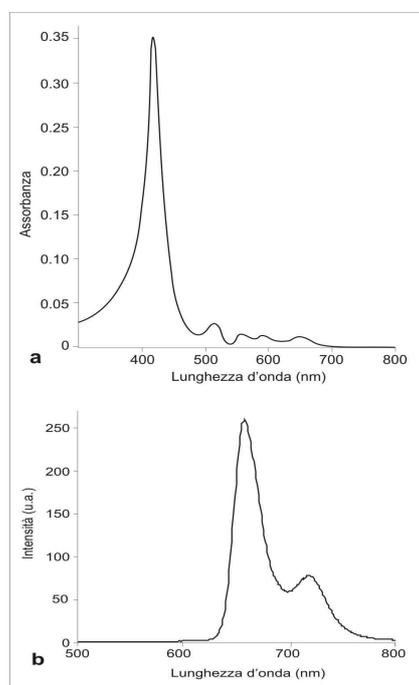 Assorbanza
0.35
0.30
0.25
0.20
0.15
0.10
0.05
0
400 500 600 700 800
a
Lunghezza d'onda (nm)
Intensità (u.a.)
250
200
150
100
50
0
500 600 700 800
b
Lunghezza d'onda (nm)